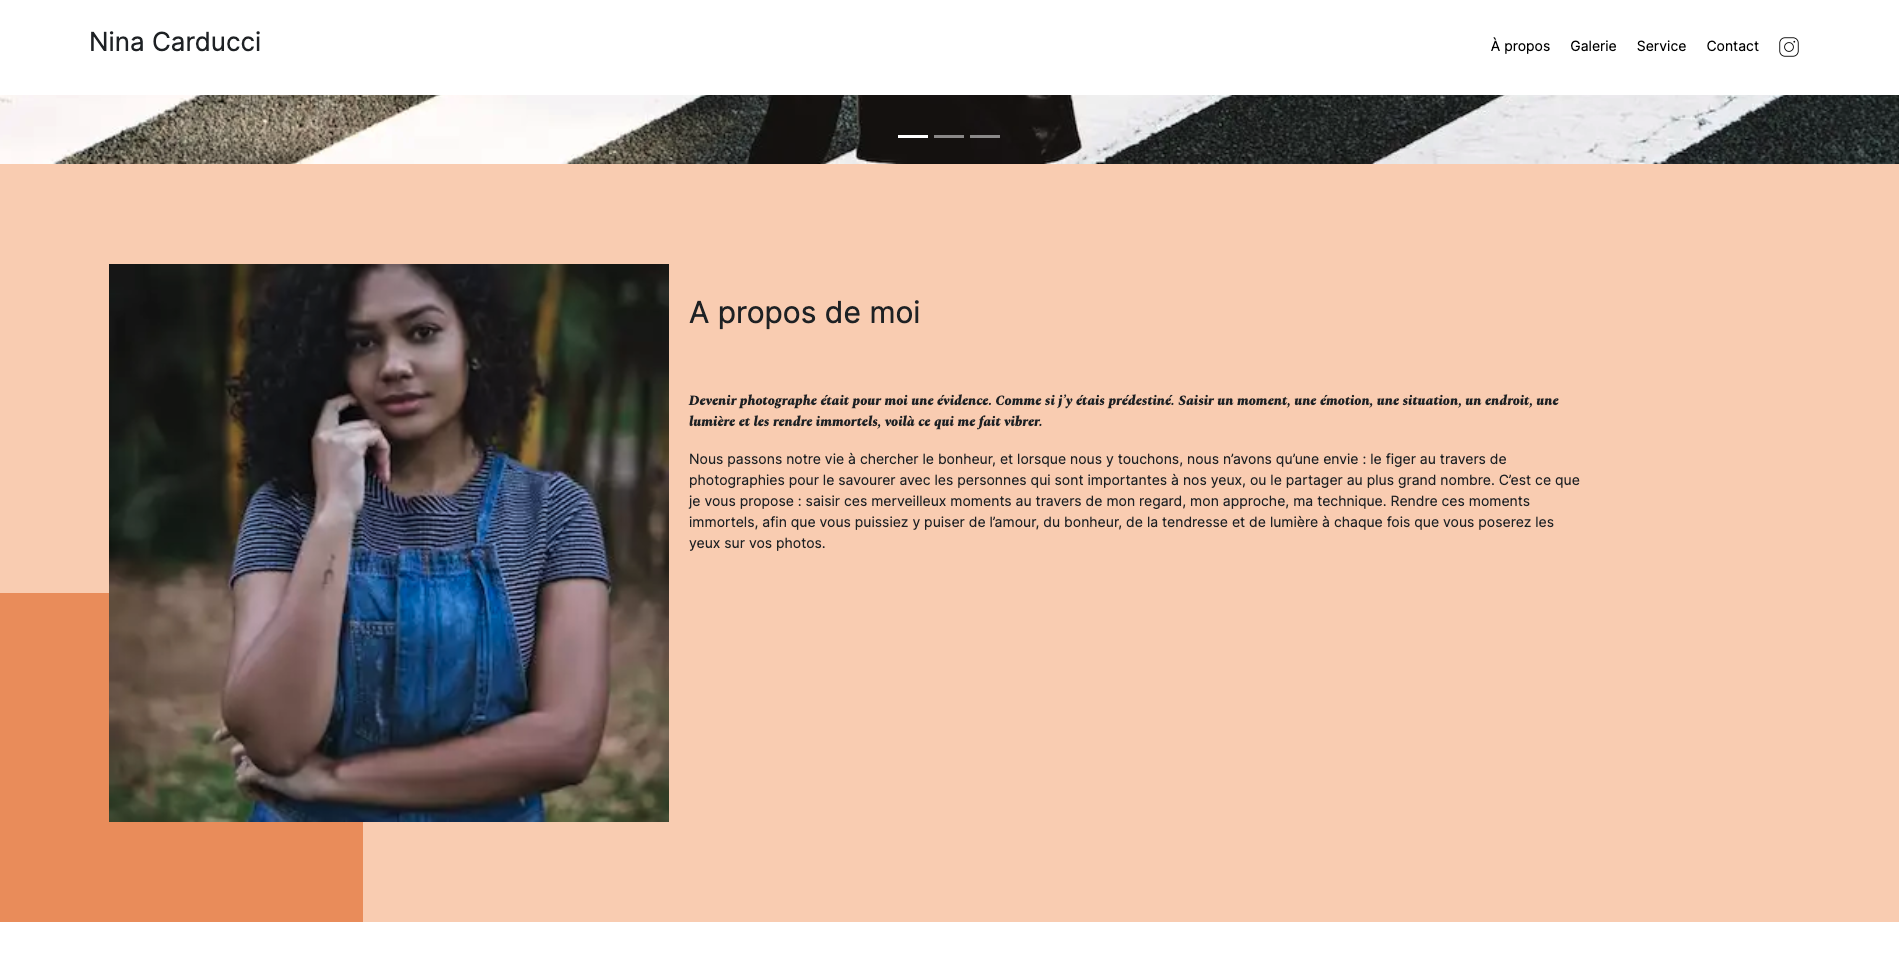 Nina Carducci
À propos Galerie Service Contact
A propos de moi
Devenir photographe était pour moi une évidence. Comme si j’y étais prédestiné. Saisir un moment, une émotion, une situation, un endroit, une
lumière et les rendre immortels, voilà ce qui me fait vibrer.
Nous passons notre vie à chercher le bonheur, et lorsque nous y touchons, nous n’avons qu’une envie : le figer au travers de
photographies pour le savourer avec les personnes qui sont importantes à nos yeux, ou le partager au plus grand nombre. C’est ce que
je vous propose : saisir ces merveilleux moments au travers de mon regard, mon approche, ma technique. Rendre ces moments
immortels, afin que vous puissiez y puiser de l’amour, du bonheur, de la tendresse et de lumière à chaque fois que vous poserez les
yeux sur vos photos.